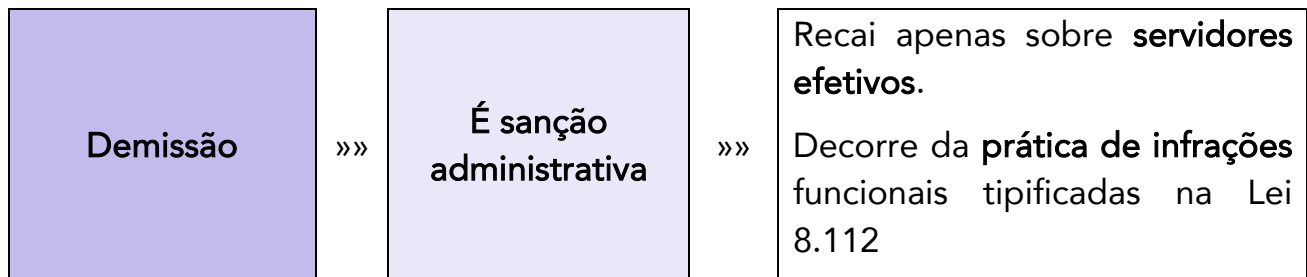 Demissão
»»
É sanção
administrativa
»»
Recai apenas sobre servidores
efetivos.
Decorre da prática de infrações
funcionais tipificadas na Lei
8.112